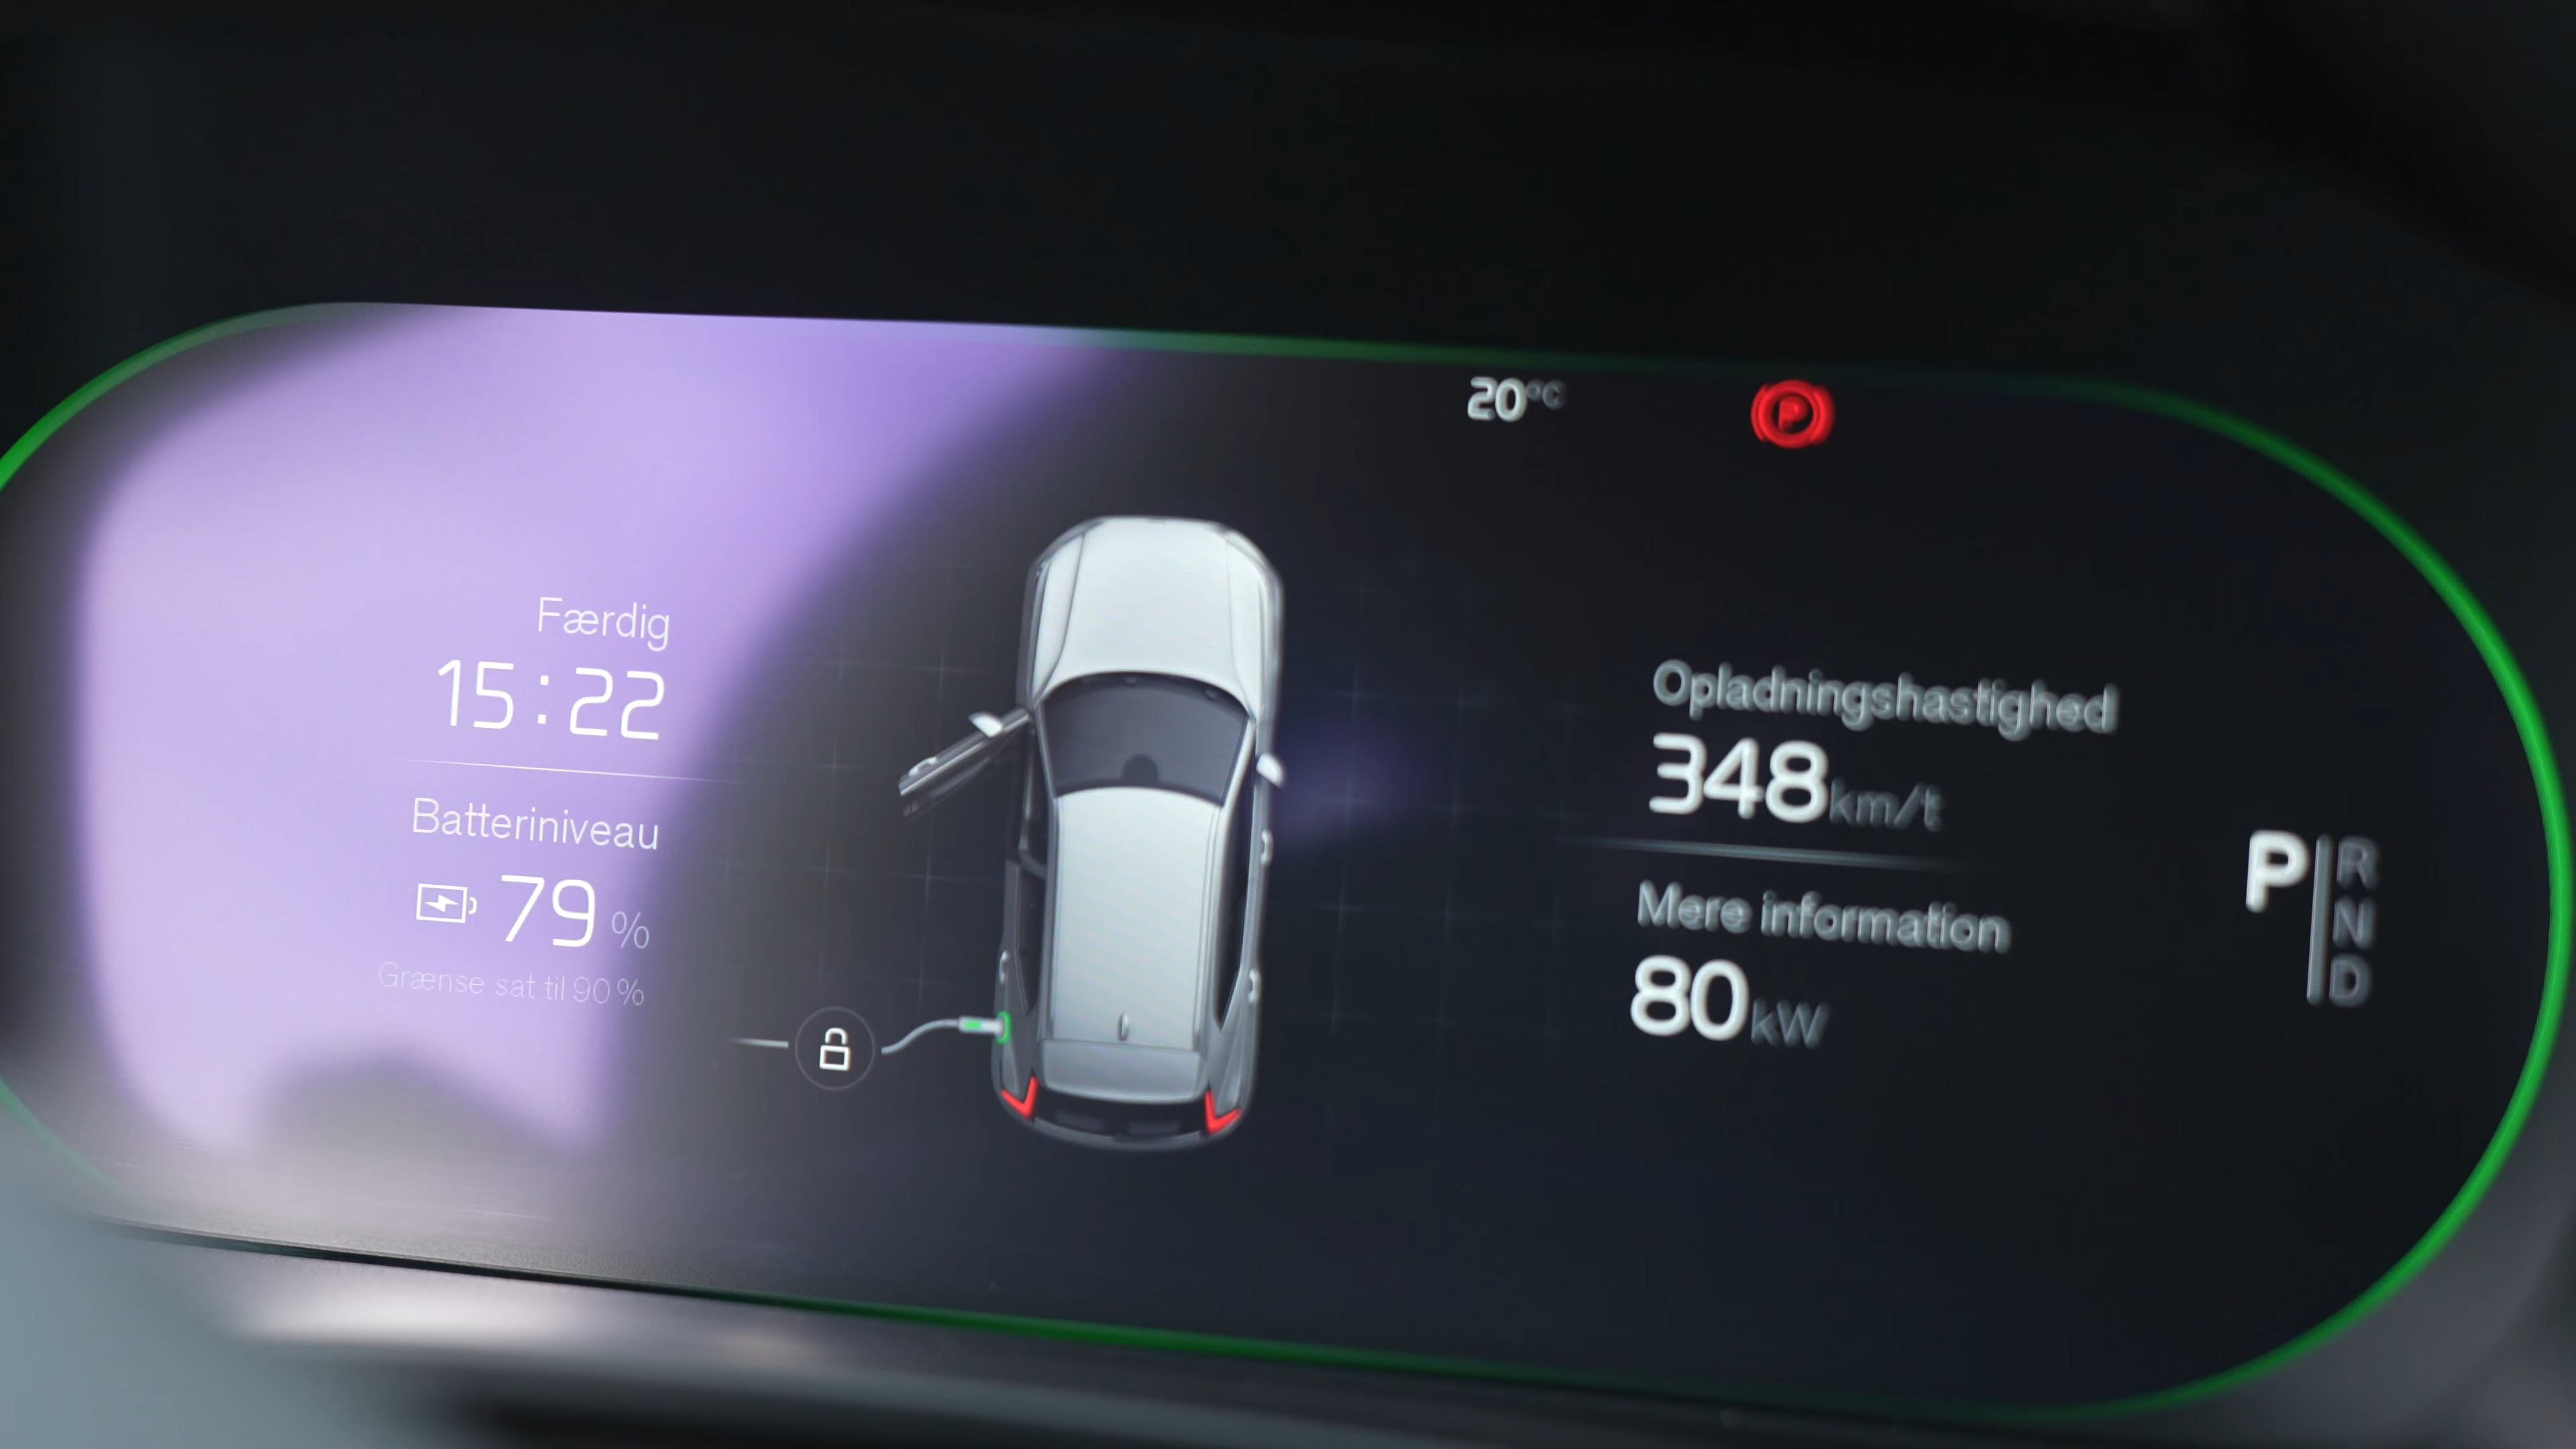 20°C
P
Færdig
15:22
Batteriniveau
79 %
Grænse sat til 90 %
Opladningshastighed
348 km/t
Mere information
80 kW
P R
N
D